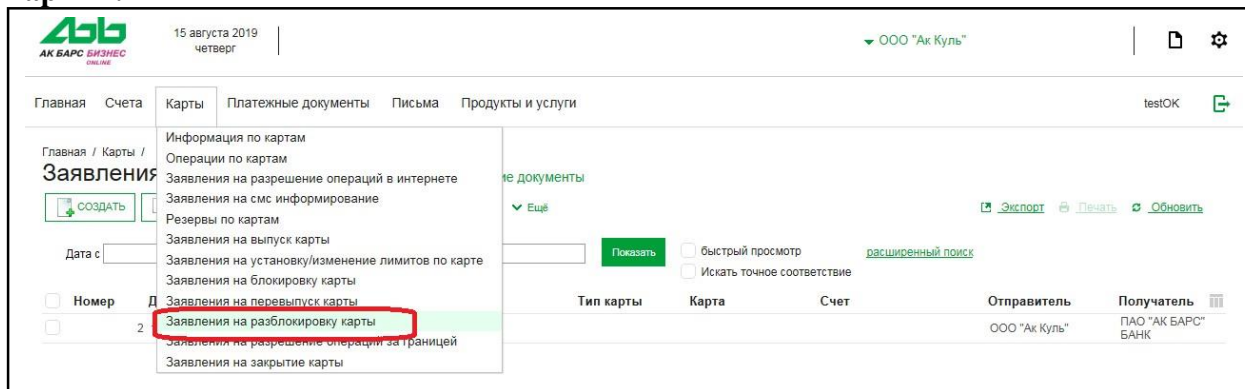 АК БАРС БИЗНЕС
ONLINE
15 августа 2019
четверг
ООО "Ак Куль"
Главная Счета Карты Платежные документы Письма Продукты и услуги testOK
Информация по картам
Главная / Карты /
Операции по картам
Заявления
Заявления на разрешение операций в интернете
документы
СОЗДАТЬ
Заявления на смс информирование
Ещё
Экспорт Печать Обновить
Резервы по картам
Заявления на выпуск карты
Дата с
Заявления на установку/изменение лимитов по карте
Показать
быстрый просмотр
расширенный поиск
Искать точное соответствие
Заявления на блокировку карты
Номер
Заявления на перевыпуск карты
Тип карты Карта Счет Отправитель Получатель
2
Заявления на разблокировку карты
ООО "Ак Куль"
ПАО "АК БАРС"
БАНК
Заявления на разрешение операций за границей
Заявления на закрытие карты